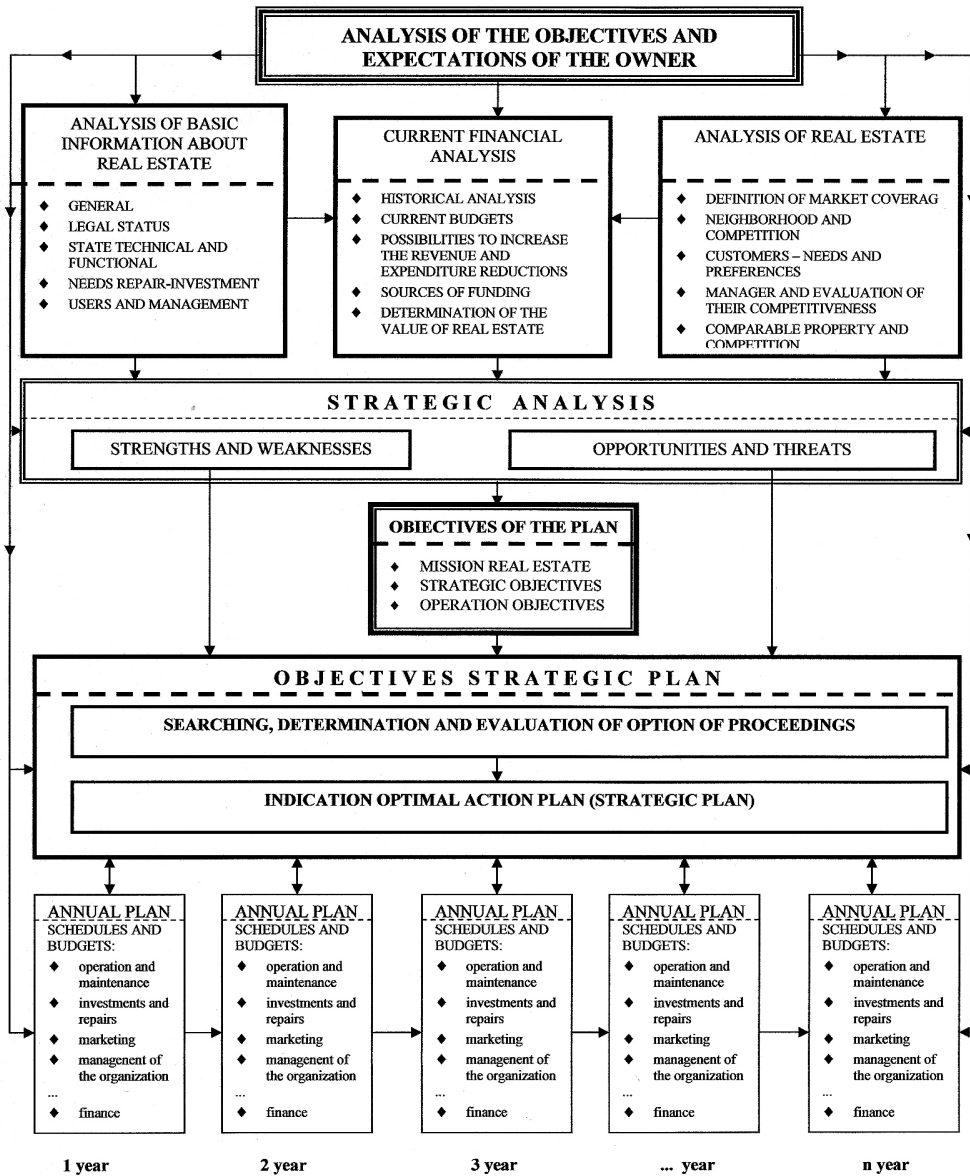 ANALYSIS OF THE OBJECTIVES AND
EXPECTATIONS OF THE OWNER
ANALYSIS OF BASIC
INFORMATION ABOUT
REAL ESTATE
◆ GENERAL
◆ LEGAL STATUS
◆ STATE TECHNICAL AND
FUNCTIONAL
◆ NEEDS REPAIR-INVESTMENT
◆ USERS AND MANAGEMENT
CURRENT FINANCIAL
ANALYSIS
◆ HISTORICAL ANALYSIS
◆ CURRENT BUDGETS
◆ POSSIBILITIES TO INCREASE
THE REVENUE AND
EXPENDITURE REDUCTIONS
◆ SOURCES OF FUNDING
◆ DETERMINATION OF THE
VALUE OF REAL ESTATE
ANALYSIS OF REAL ESTATE
◆ DEFINITION OF MARKET COVERAG
◆ NEIGHBORHOOD AND
COMPETITION
◆ CUSTOMERS – NEEDS AND
PREFERENCES
◆ MANAGER AND EVALUATION OF
THEIR COMPETITIVENESS
◆ COMPARABLE PROPERTY AND
COMPETITION
STRATEGIC ANALYSIS
STRENGTHS AND WEAKNESSES
OPPORTUNITIES AND THREATS
OBIECTIVES OF THE PLAN
◆ MISSION REAL ESTATE
◆ STRATEGIC OBJECTIVES
◆ OPERATION OBJECTIVES
OBJECTIVES STRATEGIC PLAN
SEARCHING, DETERMINATION AND EVALUATION OF OPTION OF PROCEEDINGS
INDICATION OPTIMAL ACTION PLAN (STRATEGIC PLAN)
ANNUAL PLAN
SCHEDULES AND
BUDGETS:
◆ operation and
maintenance
◆ investments and
repairs
◆ marketing
◆ managenent of
the organization
...
◆ finance
1 year
ANNUAL PLAN
SCHEDULES AND
BUDGETS:
◆ operation and
maintenance
◆ investments and
repairs
◆ marketing
◆ managenent of
the organization
...
◆ finance
2 year
ANNUAL PLAN
SCHEDULES AND
BUDGETS:
◆ operation and
maintenance
◆ investments and
repairs
◆ marketing
◆ managenent of
the organization
...
◆ finance
3 year
ANNUAL PLAN
SCHEDULES AND
BUDGETS:
◆ operation and
maintenance
◆ investments and
repairs
◆ marketing
◆ managenent of
the organization
...
◆ finance
... year
ANNUAL PLAN
SCHEDULES AND
BUDGETS:
◆ operation and
maintenance
◆ investments and
repairs
◆ marketing
◆ managenent of
the organization
...
◆ finance
n year